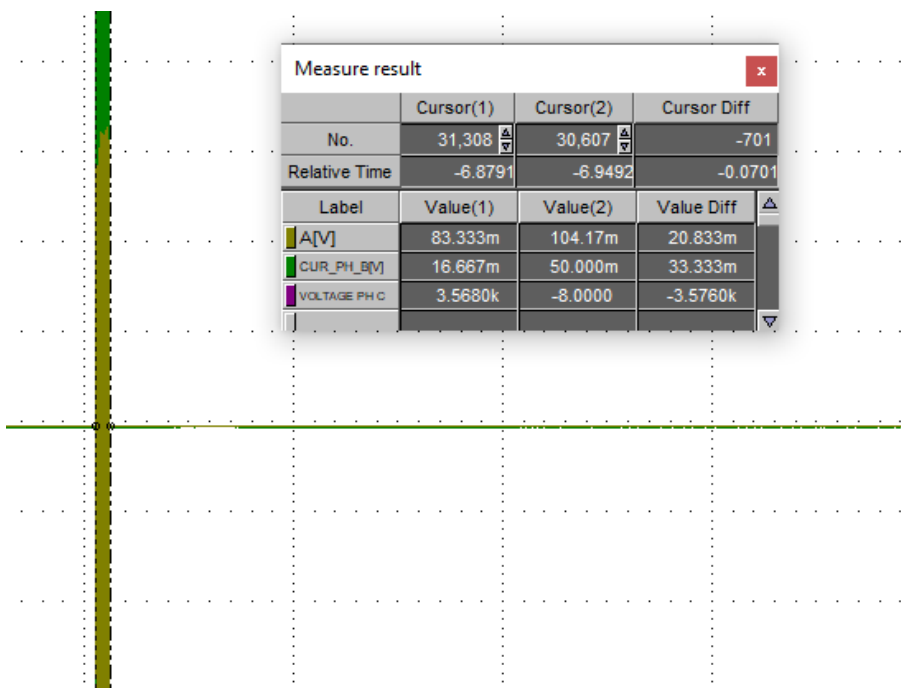 Measure result
x
Cursor(1) Cursor(2) Cursor Diff
No. 31,308 30,607 -701
Relative Time -6.8791 -6.9492 -0.0701
Label Value(1) Value(2) Value Diff
A[V] 83.333m 104.17m 20.833m
CUR_PH_B[V] 16.667m 50.000m 33.333m
VOLTAGE PH C 3.5680k -8.0000 -3.5760k